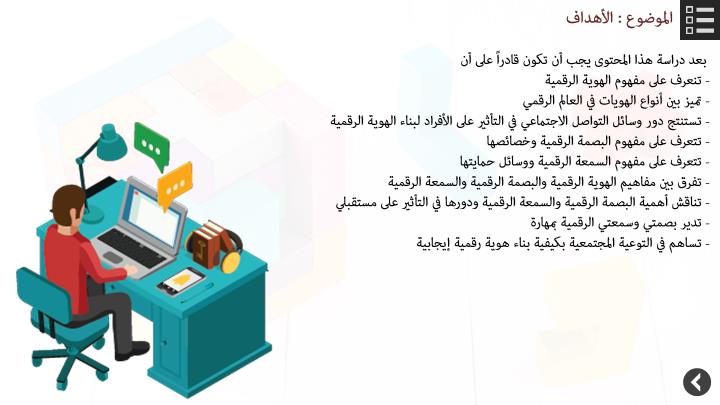 الموضوع : الأهداف
بعد دراسة هذا المحتوى يجب أن تكون قادراً على أن
- تنعرف على مفهوم الهوية الرقمية
- تميز بين أنواع الهويات في العالم الرقمي
- تستنتج دور وسائل التواصل الاجتماعي في التأثير على الأفراد لبناء الهوية الرقمية
- تتعرف على مفهوم البصمة الرقمية وخصائصها
- تتعرف على مفهوم السمعة الرقمية ووسائل حمايتها
- تفرق بين مفاهيم الهوية الرقمية والبصمة الرقمية والسمعة الرقمية
- تناقش أهمية البصمة الرقمية والسمعة الرقمية ودورها في التأثير على مستقبلي
- تدير بصمتي وسمعتي الرقمية بمهارة
- تساهم في التوعية المجتمعية بكيفية بناء هوية رقمية إيجابية